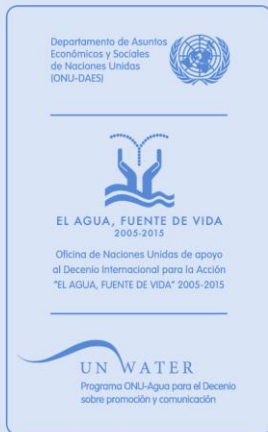 Departamento de Asuntos
Económicos y Sociales
de Naciones Unidas
(ONU-DAES)
EL AGUA, FUENTE DE VIDA
2005-2015
Oficina de Naciones Unidas de apoyo
al Decenio Internacional para la Acción
"EL AGUA, FUENTE DE VIDA" 2005-2015
UN WATER
Programa ONU-Agua para el Decenio
sobre promoción y comunicación